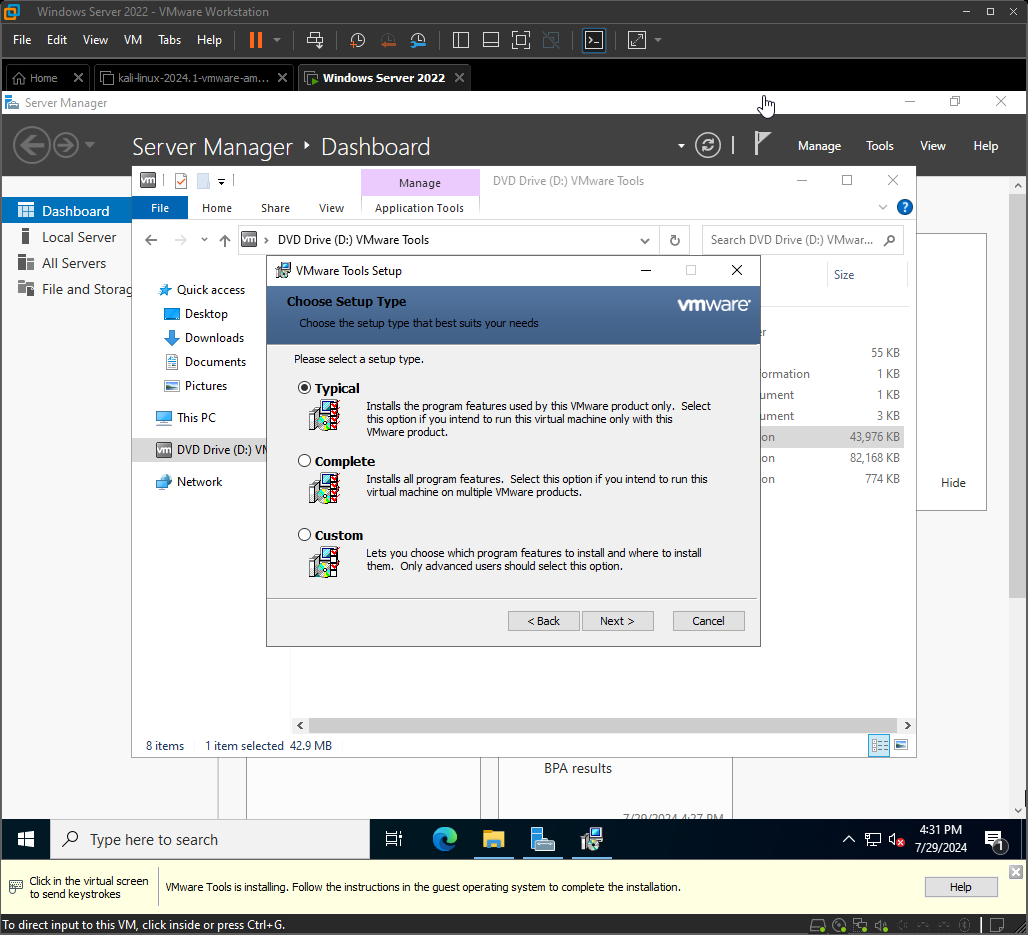 Windows Server 2022 - VMware Workstation
File Edit View VM Tabs Help
Home
kali-linux-2024.1-vmware-am...
Windows Server 2022
Server Manager
Server Manager Dashboard
Manage Tools View Help
vm
Manage
DVD Drive (D:) VMware Tools
File Home Share View Application Tools
vm DVD Drive (D:) VMware Tools
Search DVD Drive (D:) VMwar...
Dashboard
Local Server
All Servers
File and Storag
Quick access
Desktop
Downloads
Documents
Pictures
This PC
vm DVD Drive (D:) VM
Network
Size
er
55 KB
ormation 1 KB
ument 1 KB
ument 3 KB
on 43,976 KB
on 82,168 KB
on 774 KB
Hide
VMware Tools Setup
Choose Setup Type
Choose the setup type that best suits your needs
vmware®
Please select a setup type.
Typical
Installs the program features used by this VMware product only. Select
this option if you intend to run this virtual machine only with this
VMware product.
Complete
Installs all program features. Select this option if you intend to run this
virtual machine on multiple VMware products.
Custom
Lets you choose which program features to install and where to install
them. Only advanced users should select this option.
< Back Next > Cancel
8 items 1 item selected 42.9 MB
BPA results
7/29/2024 4:27 PM
Type here to search
4:31 PM
7/29/2024
1
Click in the virtual screen
to send keystrokes
VMware Tools is installing. Follow the instructions in the guest operating system to complete the installation.
Help
To direct input to this VM, click inside or press Ctrl+G.